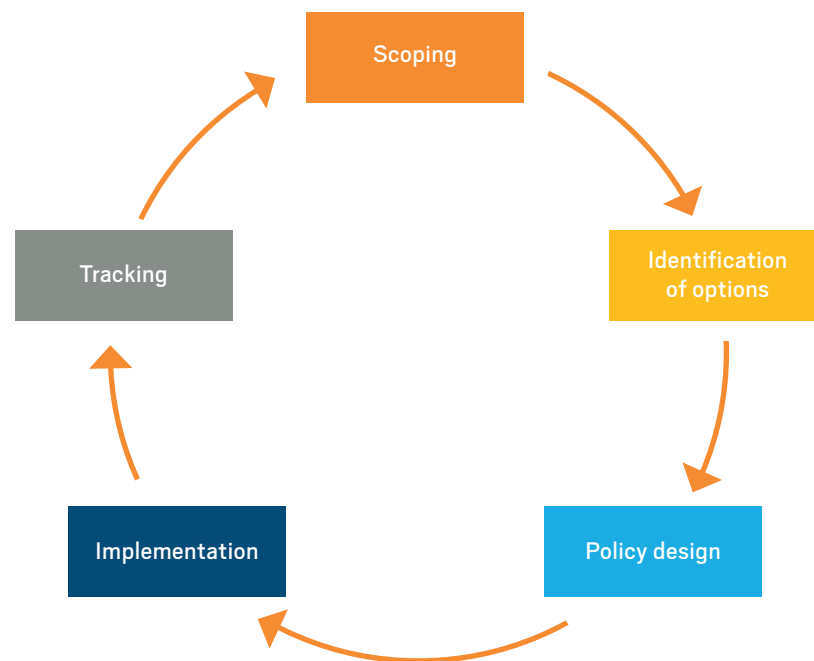 Scoping
Identification
of options
Policy design
Implementation
Tracking